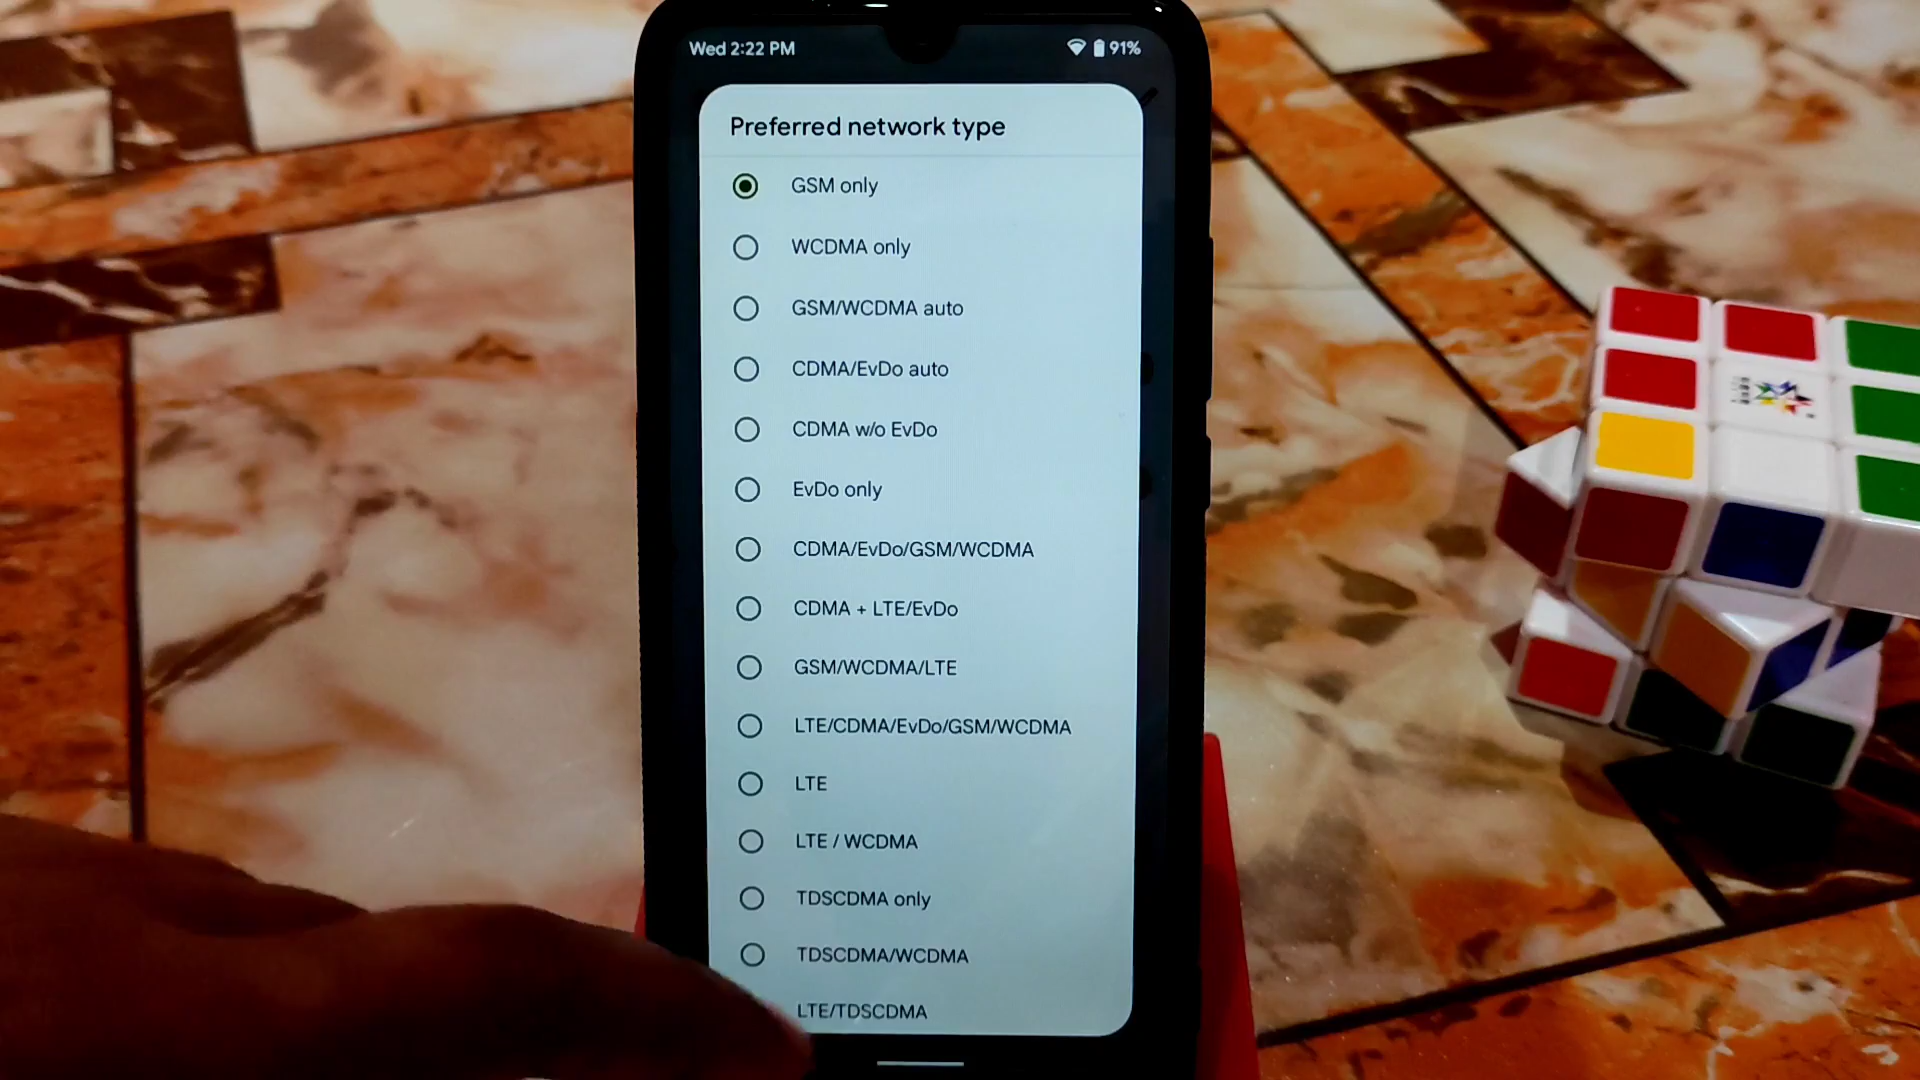 Wed 2:22 PM
91%
Preferred network type
GSM only
WCDMA only
GSM/WCDMA auto
CDMA/EvDo auto
CDMA w/o EvDo
EvDo only
CDMA/EvDo/GSM/WCDMA
CDMA + LTE/EvDo
GSM/WCDMA/LTE
LTE/CDMA/EvDo/GSM/WCDMA
LTE
LTE / WCDMA
TDSCDMA only
TDSCDMA/WCDMA
LTE/TDSCDMA